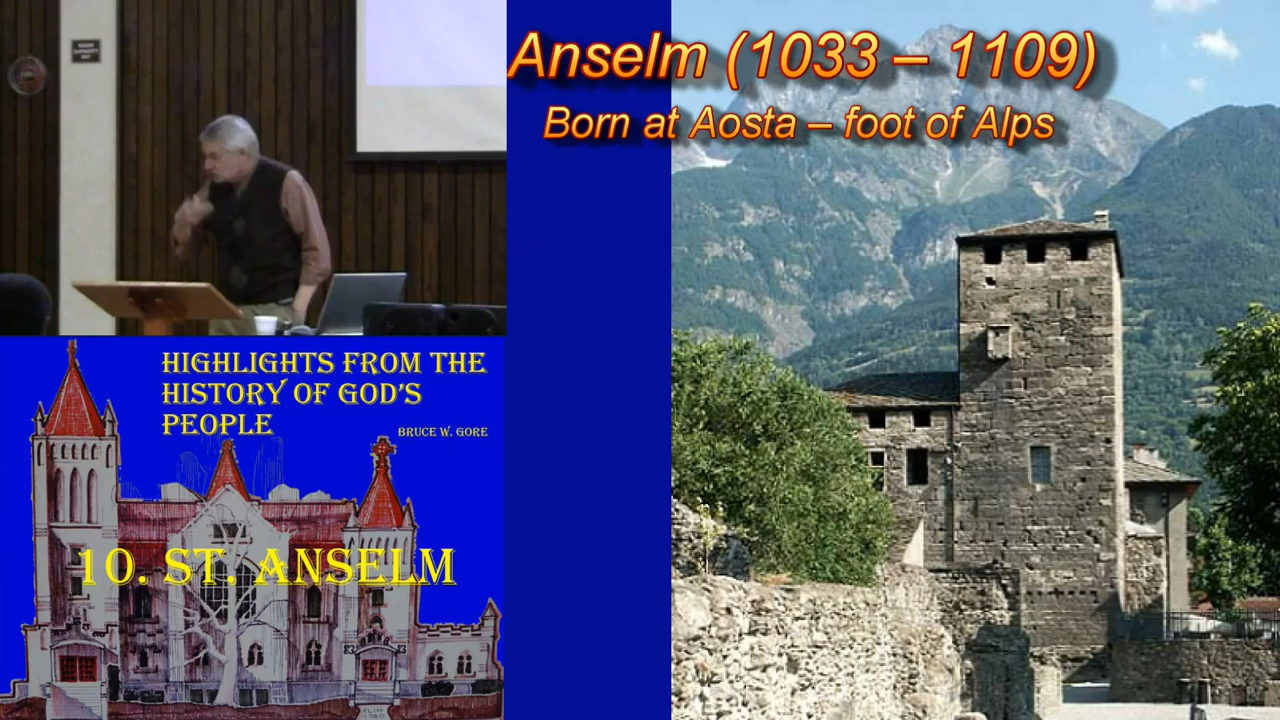 Anselm (1033 – 1109)
Born at Aosta – foot of Alps
HIGHLIGHTS FROM THE
HISTORY OF GOD'S
PEOPLE
BRUCE W. GORE
10. ST. ANSELM